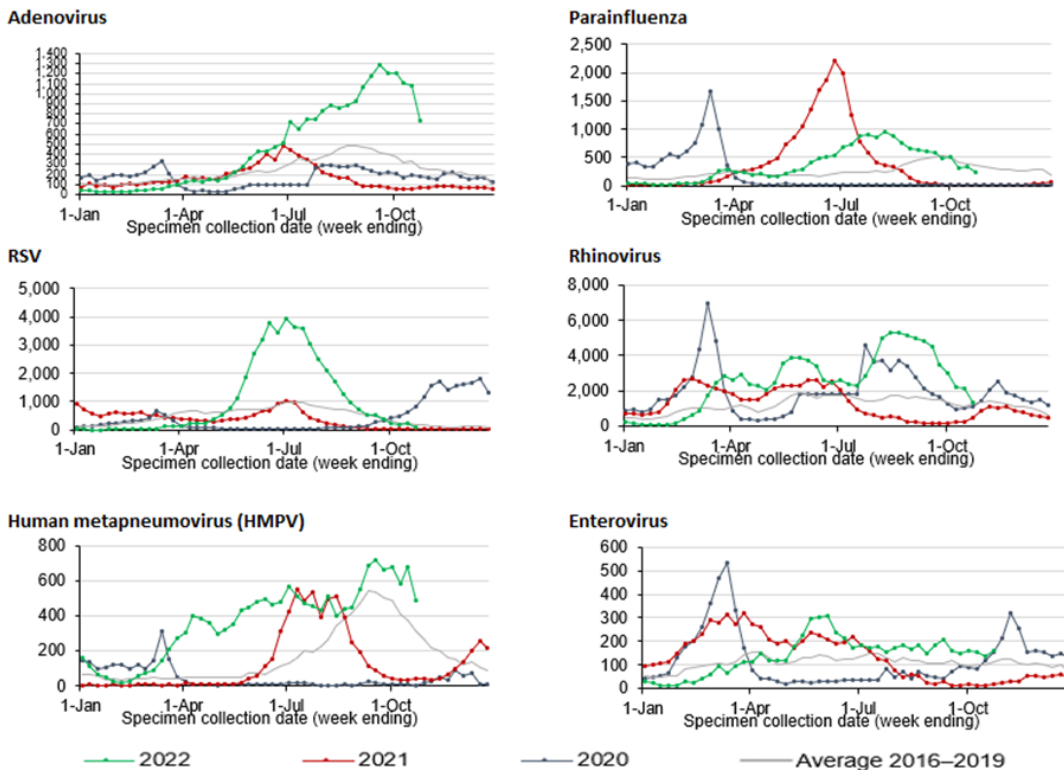 Adenovirus
1,400
1,300
1,200
1,100
1,000
900
800
700
600
500
400
300
200
100
0
1-Jan 1-Apr 1-Jul 1-Oct
Specimen collection date (week ending)
Parainfluenza
2,500
2,000
1,500
1,000
500
0
1-Jan 1-Apr 1-Jul 1-Oct
Specimen collection date (week ending)
RSV
5,000
4,000
3,000
2,000
1,000
0
1-Jan 1-Apr 1-Jul 1-Oct
Specimen collection date (week ending)
Rhinovirus
8,000
6,000
4,000
2,000
0
1-Jan 1-Apr 1-Jul 1-Oct
Specimen collection date (week ending)
Human metapneumovirus (HMPV)
800
600
400
200
0
1-Jan 1-Apr 1-Jul 1-Oct
Specimen collection date (week ending)
Enterovirus
600
500
400
300
200
100
0
1-Jan 1-Apr 1-Jul 1-Oct
Specimen collection date (week ending)
2022 2021 2020 Average 2016–2019